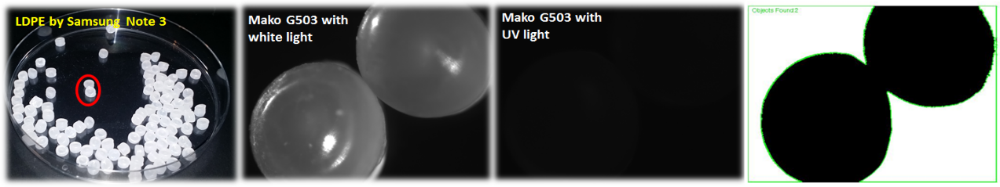 LDPE by Samsung Note 3
Mako G503 with
white light
Mako G503 with
UV light
Objects Found:2